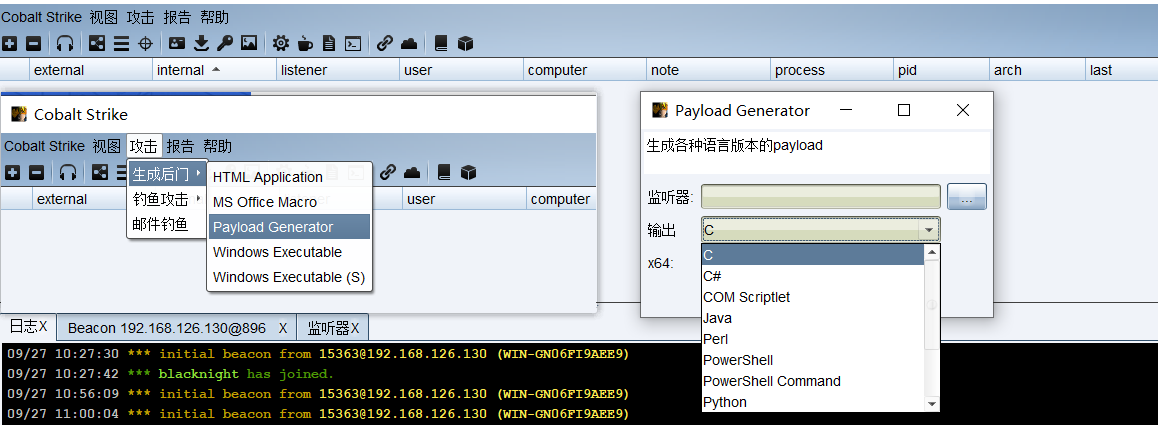 Cobalt Strike 视图 攻击 报告 帮助
external internal listener user computer note process pid arch last
Cobalt Strike
Cobalt Strike 视图 攻击 报告 帮助
external user computer
生成后门
钓鱼攻击
邮件钓鱼
HTML Application
MS Office Macro
Payload Generator
Windows Executable
Windows Executable (S)
Payload Generator
生成各种语言版本的payload
监听器:
...
输出 C
x64:
C
C#
COM Scriptlet
Java
Perl
PowerShell
PowerShell Command
Python
日志X Beacon 192.168.126.130@896 X 监听器X
09/27 10:27:30 *** initial beacon from 15363@192.168.126.130 (WIN-GNO6FI9AEE9)
09/27 10:27:42 *** blacknight has joined.
09/27 10:56:09 *** initial beacon from 15363@192.168.126.130 (WIN-GNO6FI9AEE9)
09/27 11:00:04 *** initial beacon from 15363@192.168.126.130 (WIN-GNO6FI9AEE9)